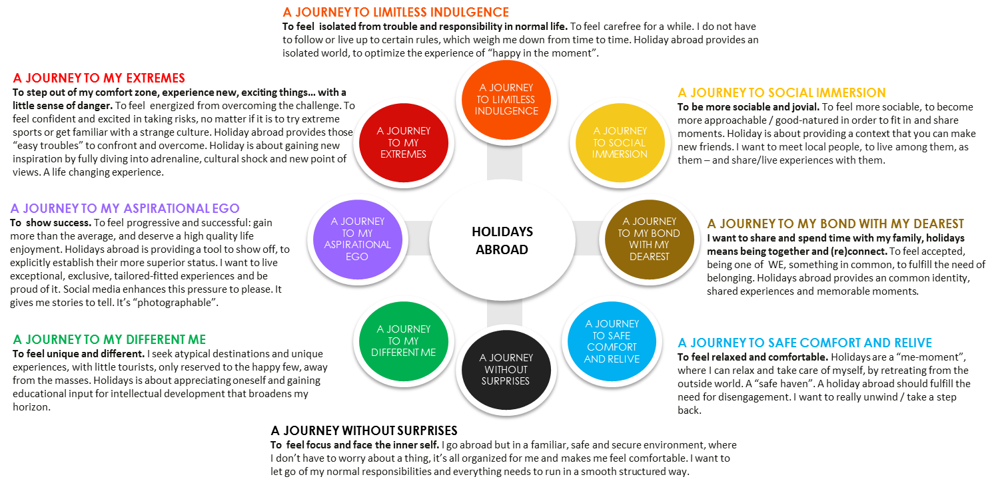 A JOURNEY TO LIMITLESS INDULGENCE
To feel isolated from trouble and responsibility in normal life. To feel carefree for a while. I do not have
to follow or live up to certain rules, which weigh me down from time to time. Holiday abroad provides an
isolated world, to optimize the experience of “happy in the moment”.
A JOURNEY TO MY EXTREMES
To step out of my comfort zone, experience new, exciting things… with a
little sense of danger. To feel energized from overcoming the challenge. To
feel confident and excited in taking risks, no matter if it is to try extreme
sports or get familiar with a strange culture. Holiday abroad provides those
“easy troubles” to confront and overcome. Holiday is about gaining new
inspiration by fully diving into adrenaline, cultural shock and new point of
views. A life changing experience.
A JOURNEY TO MY ASPIRATIONAL EGO
To show success. To feel progressive and successful: gain
more than the average, and deserve a high quality life
enjoyment. Holidays abroad is providing a tool to show off, to
explicitly establish their more superior status. I want to live
exceptional, exclusive, tailored-fitted experiences and be
proud of it. Social media enhances this pressure to please. It
gives me stories to tell. It’s “photographable”.
A JOURNEY TO MY DIFFERENT ME
To feel unique and different. I seek atypical destinations and unique
experiences, with little tourists, only reserved to the happy few, away
from the masses. Holidays is about appreciating oneself and gaining
educational input for intellectual development that broadens my
horizon.
A JOURNEY
TO LIMITLESS
INDULGENCE
A JOURNEY
TO MY
EXTREMES
A JOURNEY
TO SOCIAL
IMMERSION
A JOURNEY
TO MY
ASPIRATIONAL
EGO
HOLIDAYS
ABROAD
A JOURNEY
TO MY BOND
WITH MY
DEAREST
A JOURNEY
TO MY
DIFFERENT ME
A JOURNEY
WITHOUT
SURPRISES
A JOURNEY
TO SAFE
COMFORT
AND RELIVE
A JOURNEY TO SOCIAL IMMERSION
To be more sociable and jovial. To feel more sociable, to become
more approachable / good-natured in order to fit in and share
moments. Holiday is about providing a context that you can make
new friends. I want to meet local people, to live among them, as
them – and share/live experiences with them.
A JOURNEY TO MY BOND WITH MY DEAREST
I want to share and spend time with my family, holidays
means being together and (re)connect. To feel accepted,
being one of WE, something in common, to fulfill the need of
belonging. Holidays abroad provides an common identity,
shared experiences and memorable moments.
A JOURNEY TO SAFE COMFORT AND RELIVE
To feel relaxed and comfortable. Holidays are a “me-moment”,
where I can relax and take care of myself, by retreating from the
outside world. A “safe haven”. A holiday abroad should fulfill the
need for disengagement. I want to really unwind / take a step
back.
A JOURNEY WITHOUT SURPRISES
To feel focus and face the inner self. I go abroad but in a familiar, safe and secure environment, where
I don’t have to worry about a thing, it’s all organized for me and makes me feel comfortable. I want to
let go of my normal responsibilities and everything needs to run in a smooth structured way.